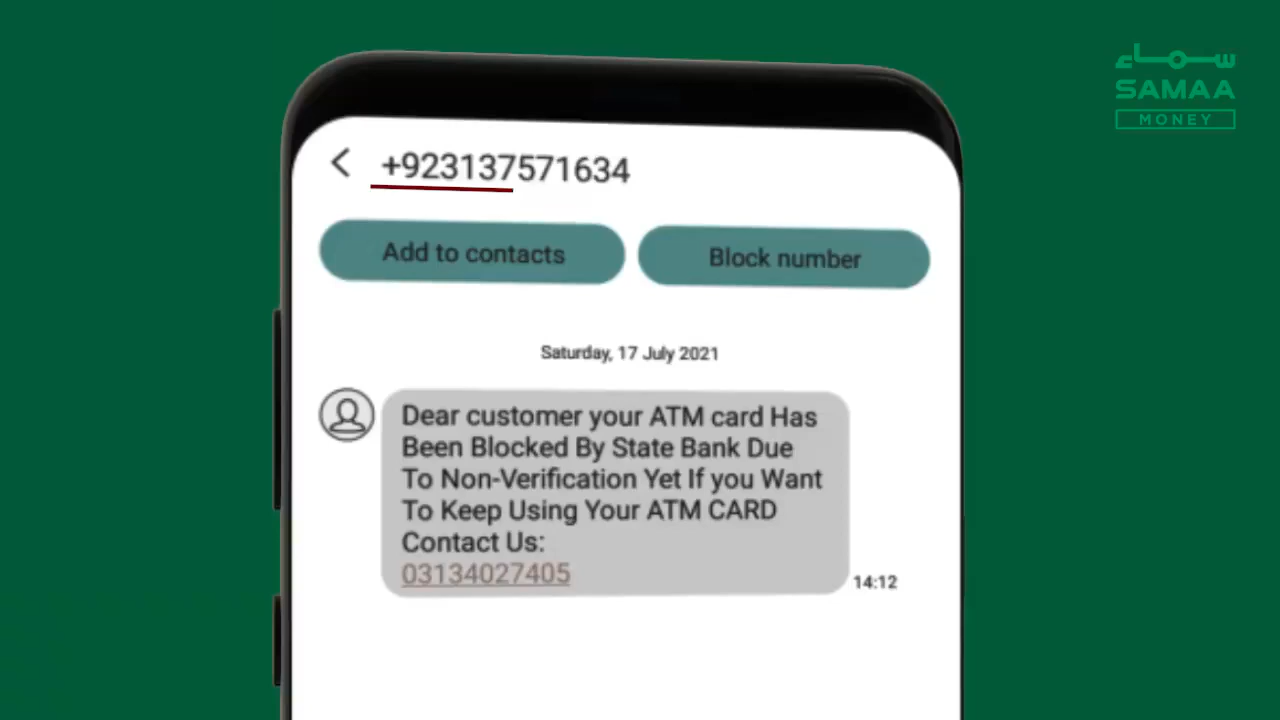 سماء
SAMAA
MONEY
+923137571634
Add to contacts
Block number
Saturday, 17 July 2021
Dear customer your ATM card Has
Been Blocked By State Bank Due
To Non-Verification Yet If you Want
To Keep Using Your ATM CARD
Contact Us:
03134027405
14:12